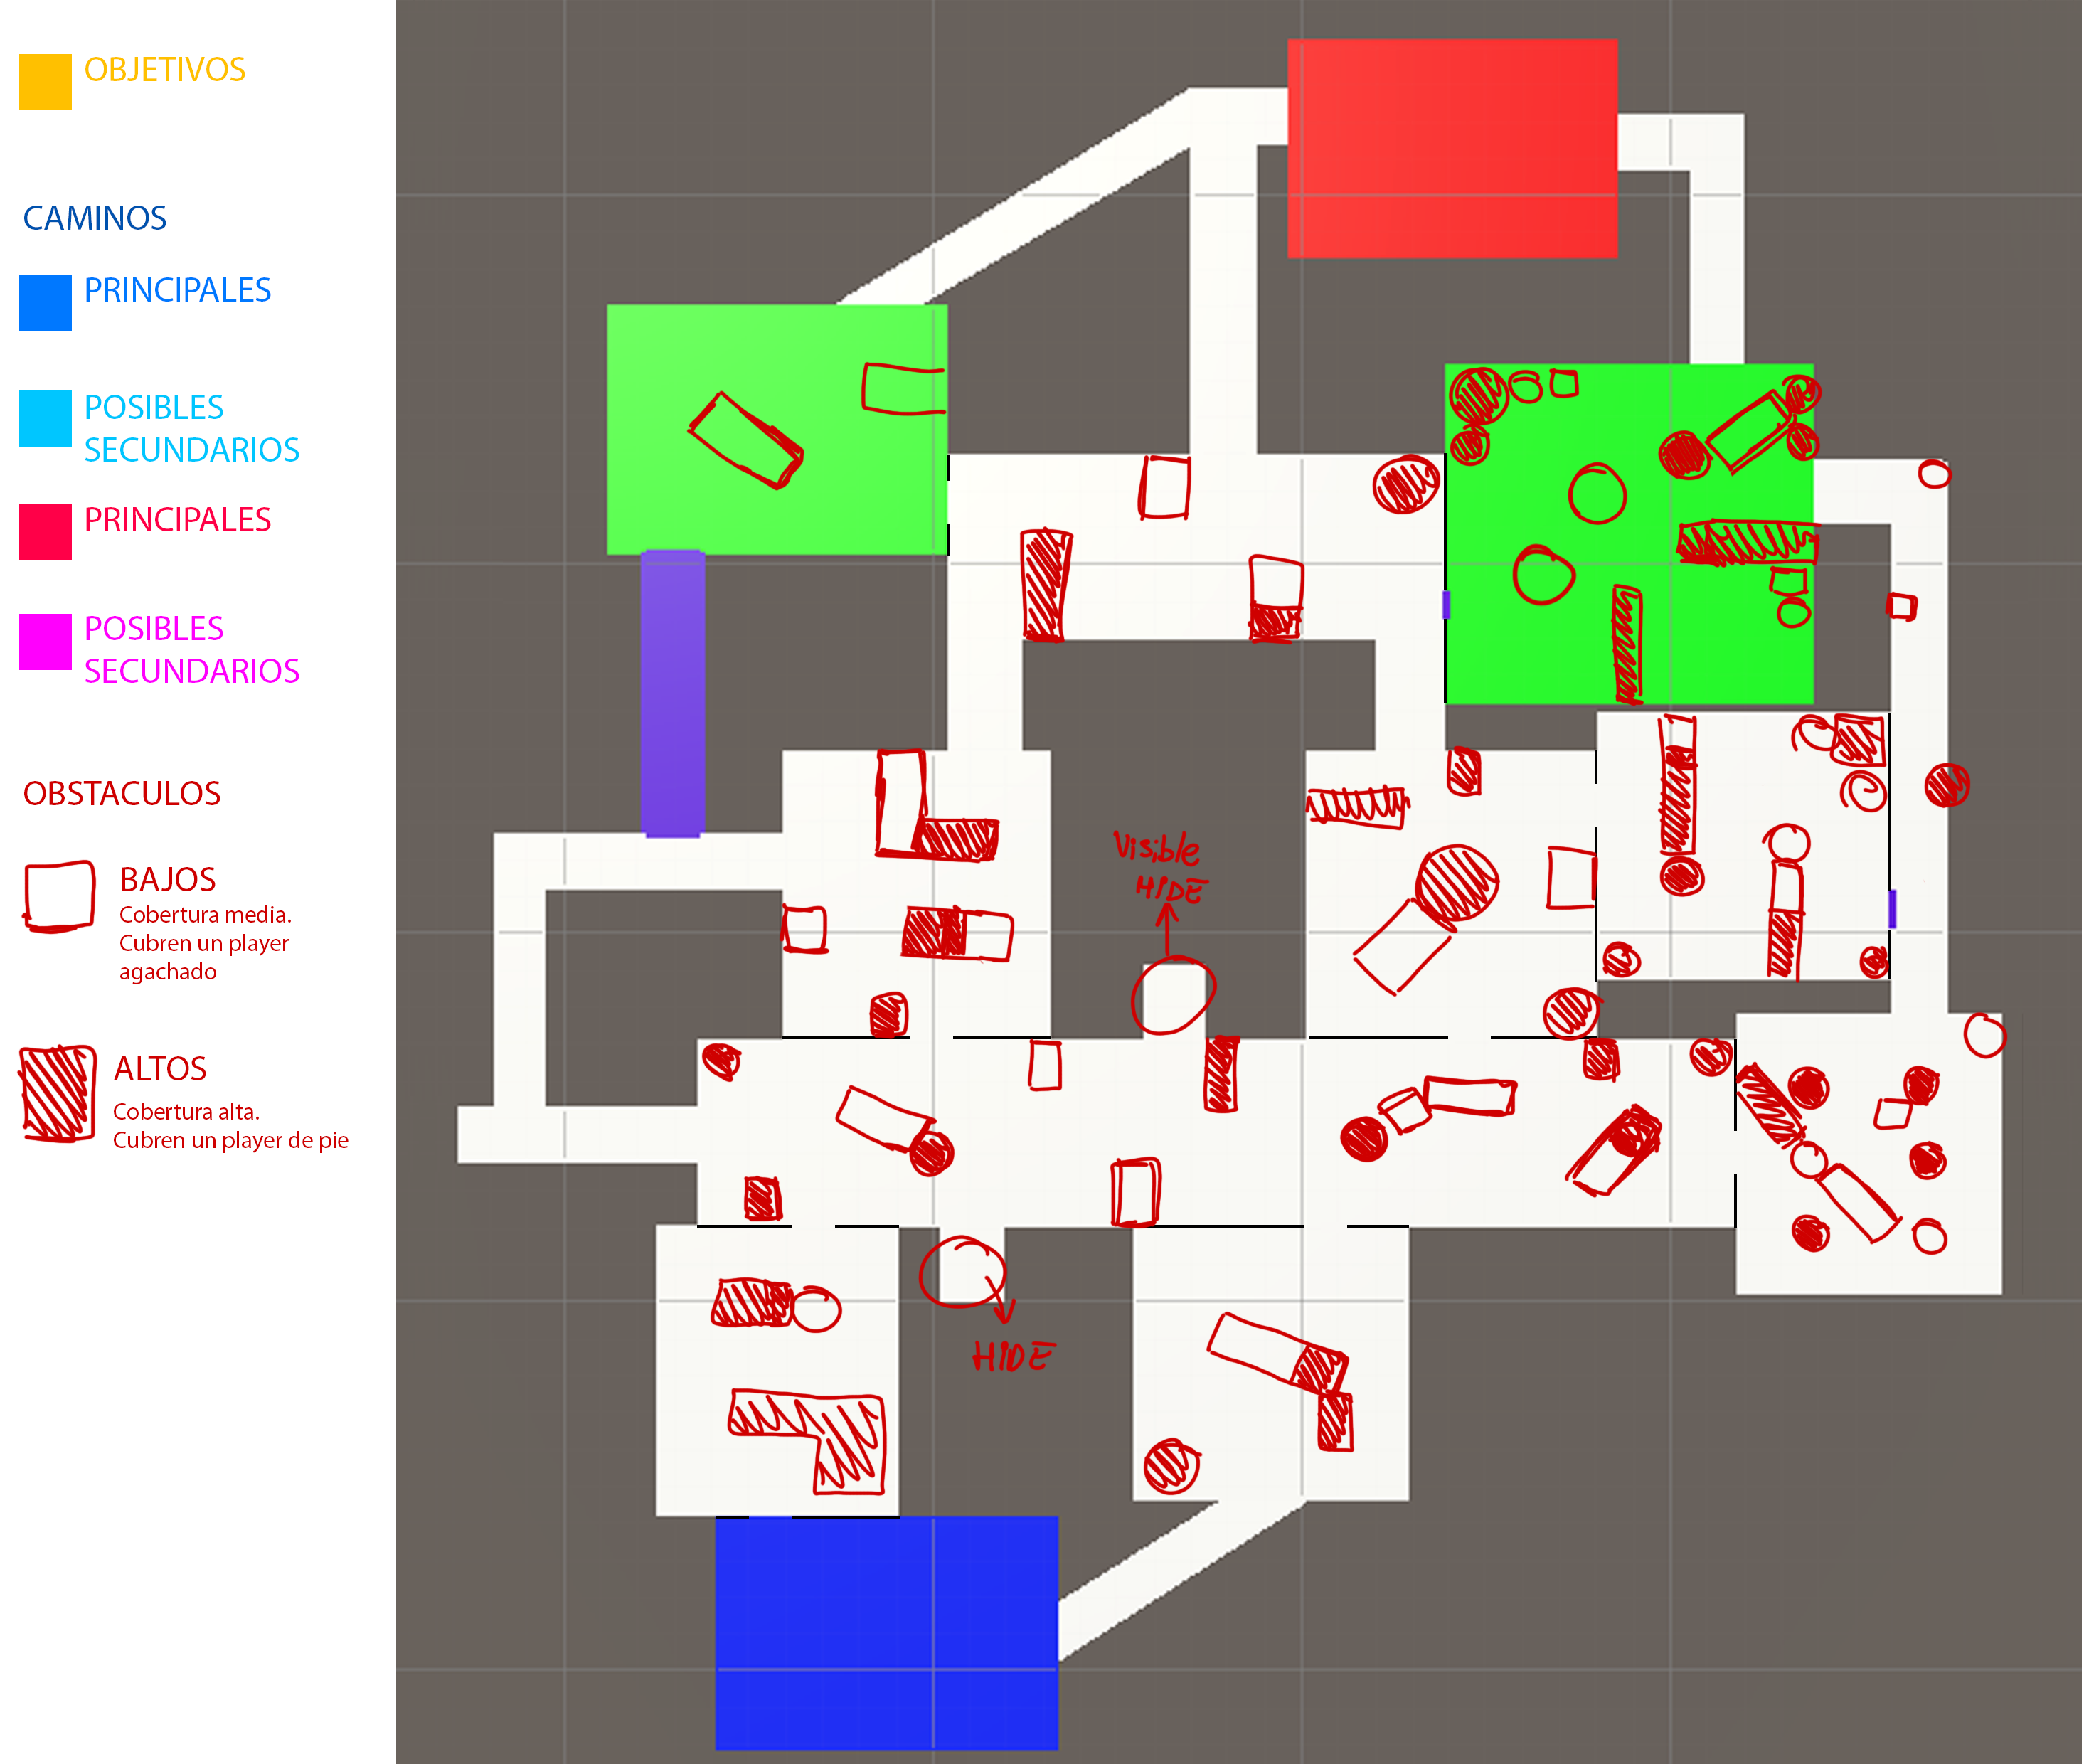 OBJETIVOS
CAMINOS
PRINCIPALES
POSIBLES
SECUNDARIOS
PRINCIPALES
POSIBLES
SECUNDARIOS
OBSTACULOS
BAJOS
Cobertura media.
Cubren un player
agachado
ALTOS
Cobertura alta.
Cubren un player de pie
Visible
HIDE
HIDE